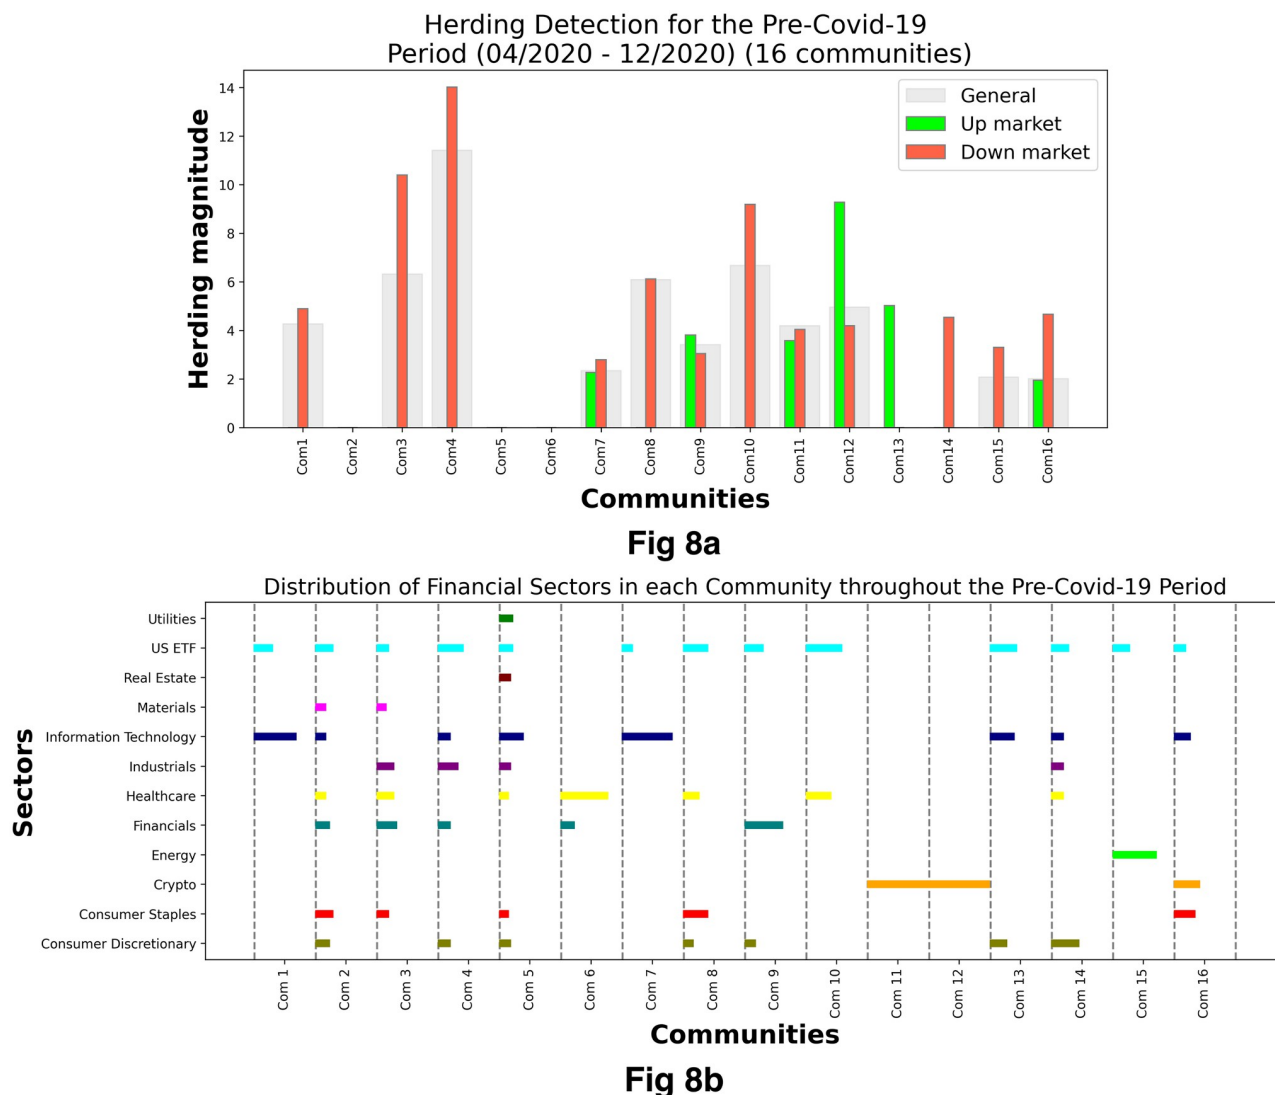 Herding Detection for the Pre-Covid-19
Period (04/2020 - 12/2020) (16 communities)
Herding magnitude
14
12
10
8
6
4
2
0
General
Up market
Down market
Com1
Com2
Com3
Com4
Com5
Com6
Com7
Com8
Com9
Com10
Com11
Com12
Com13
Com14
Com15
Com16
Communities
Fig 8a
Distribution of Financial Sectors in each Community throughout the Pre-Covid-19 Period
Sectors
Utilities
US ETF
Real Estate
Materials
Information Technology
Industrials
Healthcare
Financials
Energy
Crypto
Consumer Staples
Consumer Discretionary
Com 1
Com 2
Com 3
Com 4
Com 5
Com 6
Com 7
Com 8
Com 9
Com 10
Com 11
Com 12
Com 13
Com 14
Com 15
Com 16
Communities
Fig 8b